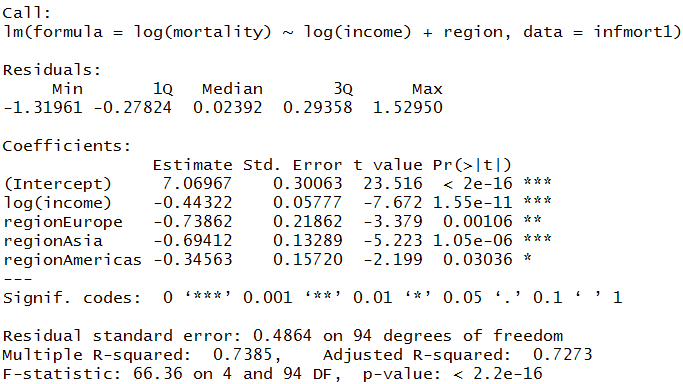 Call:
lm(formula = log(mortality) ~ log(income) + region, data = infmort1)

Residuals:
     Min       1Q   Median       3Q      Max
-1.31961 -0.27824  0.02392  0.29358  1.52950

Coefficients:
               Estimate Std. Error t value Pr(>|t|)
(Intercept)     7.06967    0.30063  23.516  < 2e-16 ***
log(income)    -0.44322    0.05777  -7.672 1.55e-11 ***
regionEurope   -0.73862    0.21862  -3.379  0.00106 **
regionAsia     -0.69412    0.13289  -5.223 1.05e-06 ***
regionAmericas -0.34563    0.15720  -2.199  0.03036 *
---
Signif. codes:  0 ‘***’ 0.001 ‘**’ 0.01 ‘*’ 0.05 ‘.’ 0.1 ‘ ’ 1

Residual standard error: 0.4864 on 94 degrees of freedom
Multiple R-squared:  0.7385,    Adjusted R-squared:  0.7273
F-statistic: 66.36 on 4 and 94 DF,  p-value: < 2.2e-16